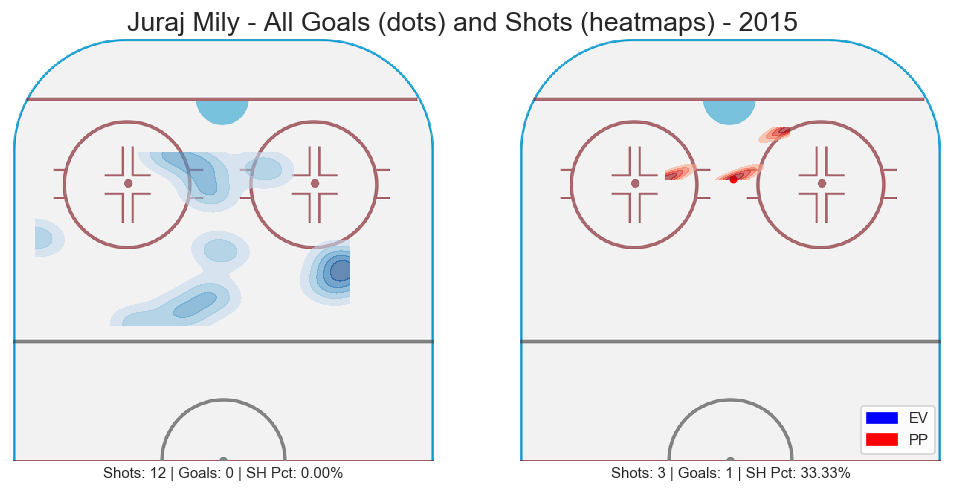 Juraj Mily - All Goals (dots) and Shots (heatmaps) - 2015
EV
PP
Shots: 12 | Goals: 0 | SH Pct: 0.00%
Shots: 3 | Goals: 1 | SH Pct: 33.33%